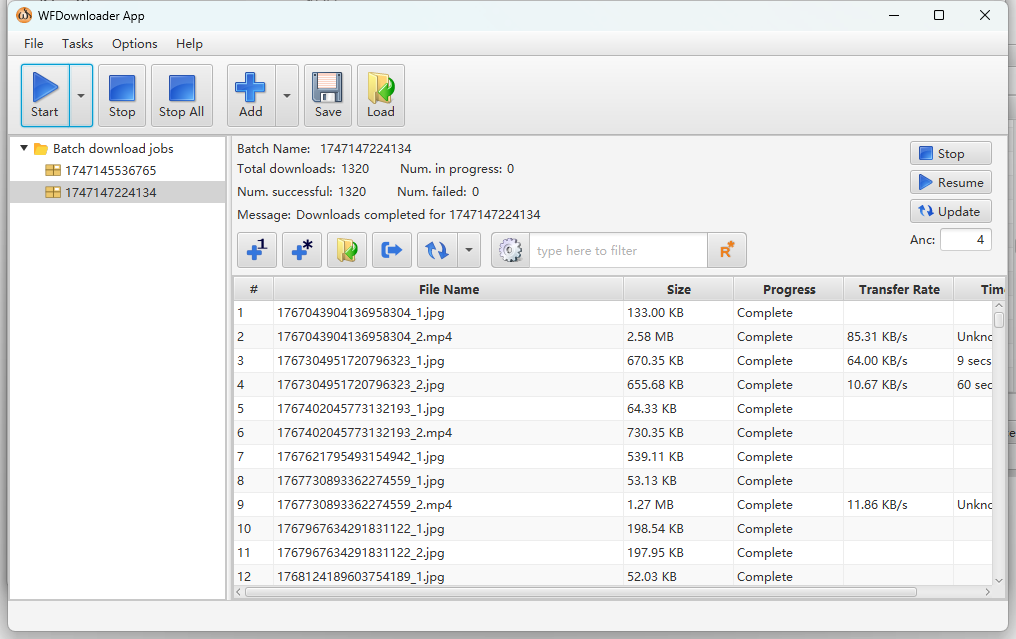 WFDownloader App
File Tasks Options Help
Start Stop Stop All Add Save Load
Batch download jobs
1747145536765
1747147224134
Batch Name: 1747147224134
Total downloads: 1320 Num. in progress: 0
Num. successful: 1320 Num. failed: 0
Message: Downloads completed for 1747147224134
Stop
Resume
Update
Anc: 4
1 * type here to filter R*
# File Name Size Progress Transfer Rate Tim
1 1767043904136958304_1.jpg 133.00 KB Complete
2 1767043904136958304_2.mp4 2.58 MB Complete 85.31 KB/s Unkno
3 1767304951720796323_1.jpg 670.35 KB Complete 64.00 KB/s 9 secs
4 1767304951720796323_2.jpg 655.68 KB Complete 10.67 KB/s 60 sec
5 1767402045773132193_1.jpg 64.33 KB Complete
6 1767402045773132193_2.mp4 730.35 KB Complete
7 1767621795493154942_1.jpg 539.11 KB Complete
8 1767730893362274559_1.jpg 53.13 KB Complete
9 1767730893362274559_2.mp4 1.27 MB Complete 11.86 KB/s Unkno
10 1767967634291831122_1.jpg 198.54 KB Complete
11 1767967634291831122_2.jpg 197.95 KB Complete
12 1768124189603754189_1.jpg 52.03 KB Complete